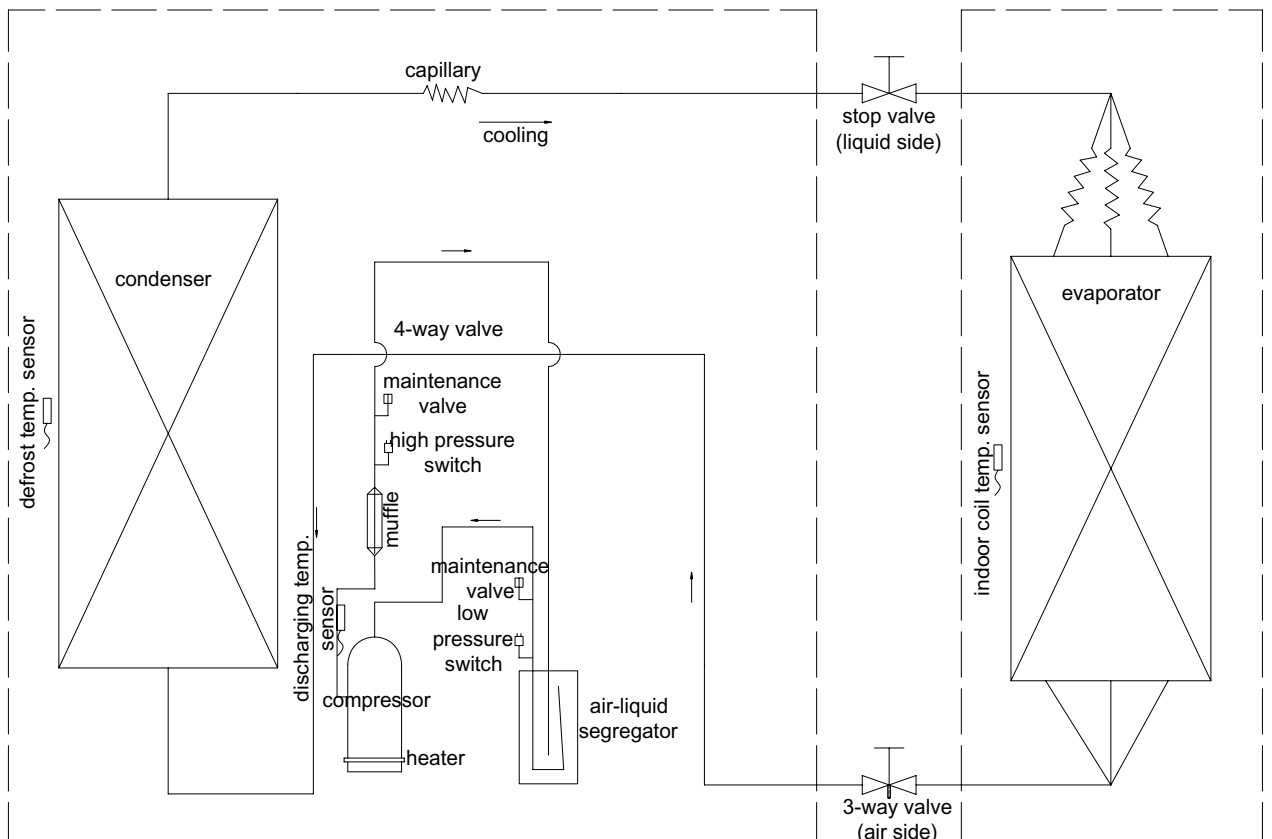 capillary
cooling
stop valve
(liquid side)
condenser
evaporator
4-way valve
defrost temp. sensor
maintenance
valve
high pressure
switch
muffle
indoor coil temp. sensor
discharging temp.
sensor
maintenance
valve
low
pressure
switch
compressor
air-liquid
segregator
heater
3-way valve
(air side)